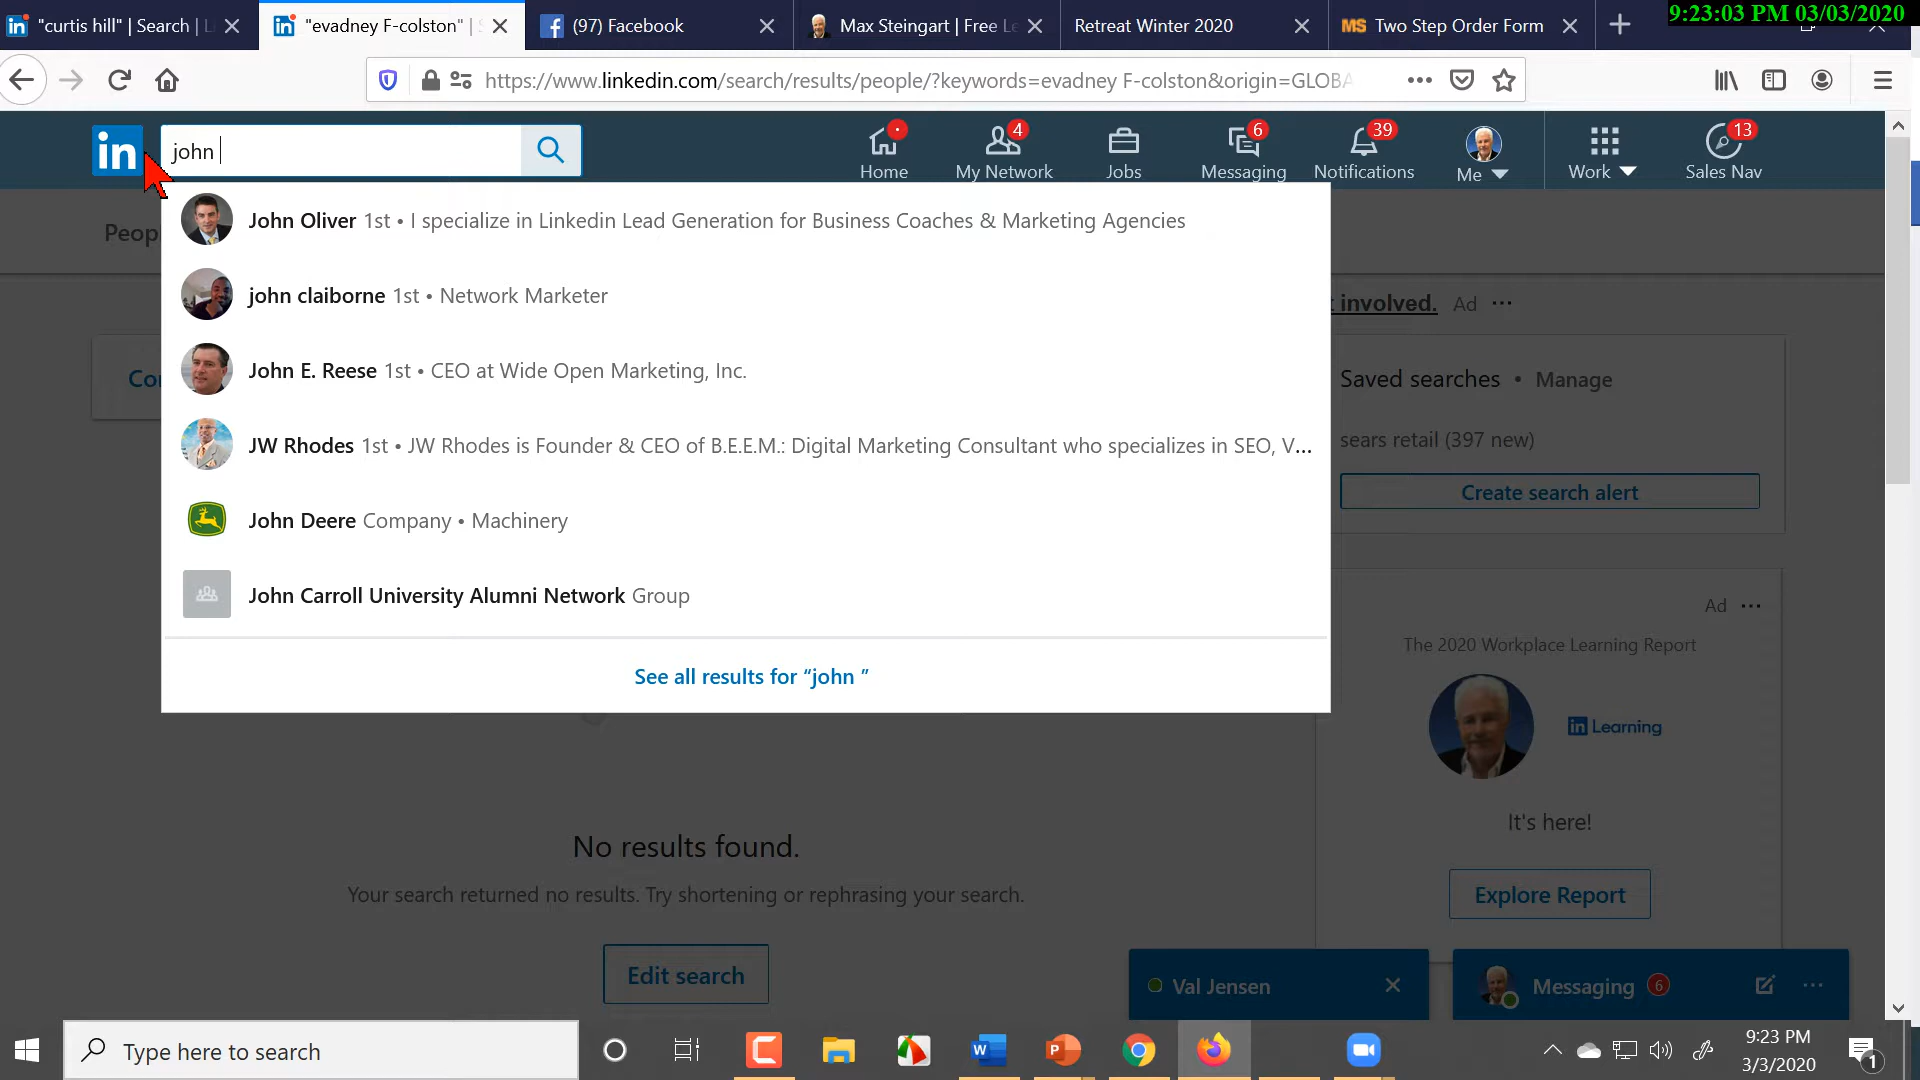 "curtis hill" | Search | L
"evadney F-colston" | S
(97) Facebook
Max Steingart | Free Le
Retreat Winter 2020
MS Two Step Order Form
9:23:03 PM 03/03/2020
https://www.linkedin.com/search/results/people/?keywords=evadney F-colston&origin=GLOBA
in
john
Home
4
My Network
Jobs
6
Messaging
39
Notifications
Me
Work
13
Sales Nav
Peop
John Oliver 1st • I specialize in Linkedin Lead Generation for Business Coaches & Marketing Agencies
john claiborne 1st • Network Marketer
John E. Reese 1st • CEO at Wide Open Marketing, Inc.
JW Rhodes 1st • JW Rhodes is Founder & CEO of B.E.E.M.: Digital Marketing Consultant who specializes in SEO, V...
John Deere Company • Machinery
John Carroll University Alumni Network Group
See all results for “john ”
involved. Ad ...
Co
Saved searches • Manage
sears retail (397 new)
Create search alert
Ad ...
The 2020 Workplace Learning Report
in Learning
It's here!
Explore Report
No results found.
Your search returned no results. Try shortening or rephrasing your search.
Edit search
Val Jensen
Messaging 6
Type here to search
9:23 PM
3/3/2020
1